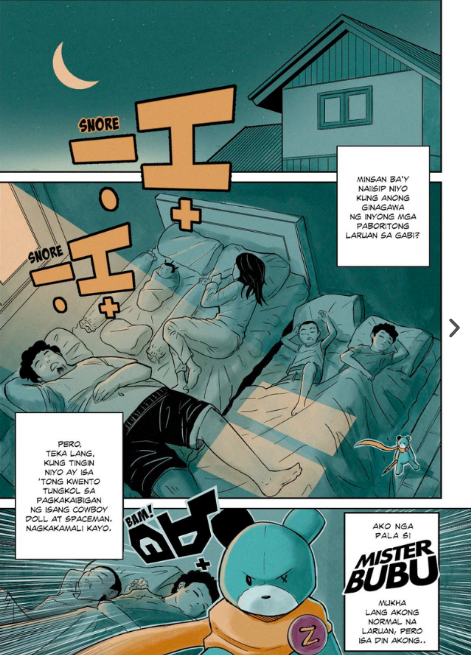 SNORE
MINSAN BA'Y
NAIISIP NIYO
KUNG ANONG
GINAGAWA
NG INYONG MGA
PABORITONG
LARUAN SA GABI?
SNORE
PERO,
TEKA LANG,
KUNG TINGIN
NIYO AY ISA
'TONG KWENTO
TUNGKOL SA
PAGKAKAIBIGAN
NG ISANG COWBOY
DOLL AT SPACEMAN,
NAGKAKAMALI KAYO.
BAM!
AKO NGA
PALA SI
MISTER
BUBU
MUKHA
LANG AKONG
NORMAL NA
LARUAN, PERO
ISA DIN AKONG..
Z